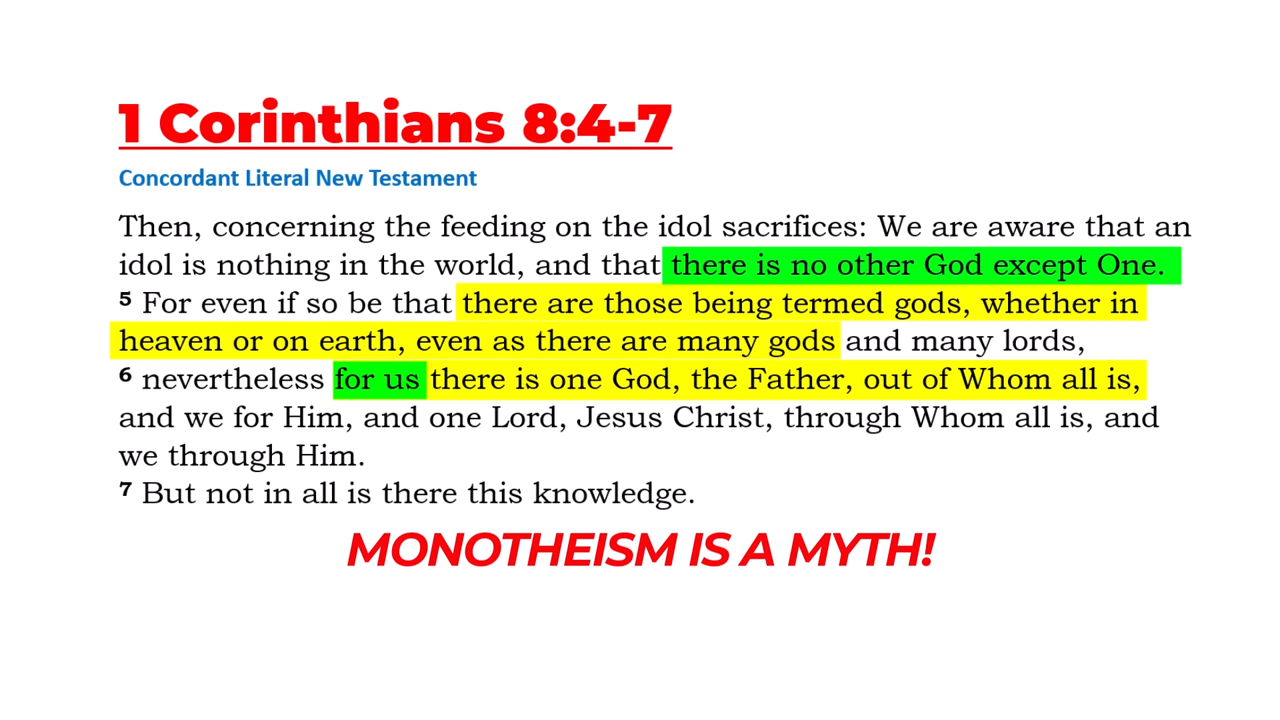 1 Corinthians 8:4-7
Concordant Literal New Testament
Then, concerning the feeding on the idol sacrifices: We are aware that an
idol is nothing in the world, and that there is no other God except One.
⁵ For even if so be that there are those being termed gods, whether in
heaven or on earth, even as there are many gods and many lords,
⁶ nevertheless for us there is one God, the Father, out of Whom all is,
and we for Him, and one Lord, Jesus Christ, through Whom all is, and
we through Him.
⁷ But not in all is there this knowledge.
MONOTHEISM IS A MYTH!